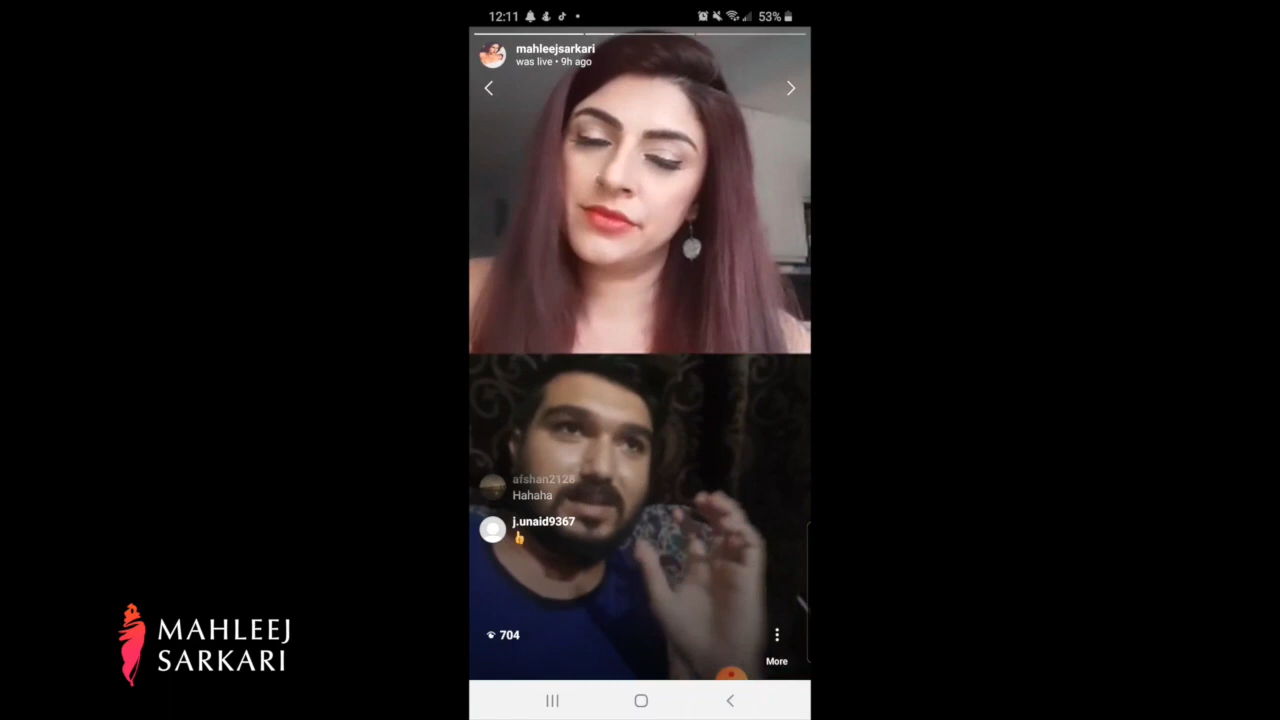 12:11
53%
mahleejsarkari
was live • 9h ago
afshan2128
Hahaha
j.unaid9367
704
More
MAHLEEJ
SARKARI